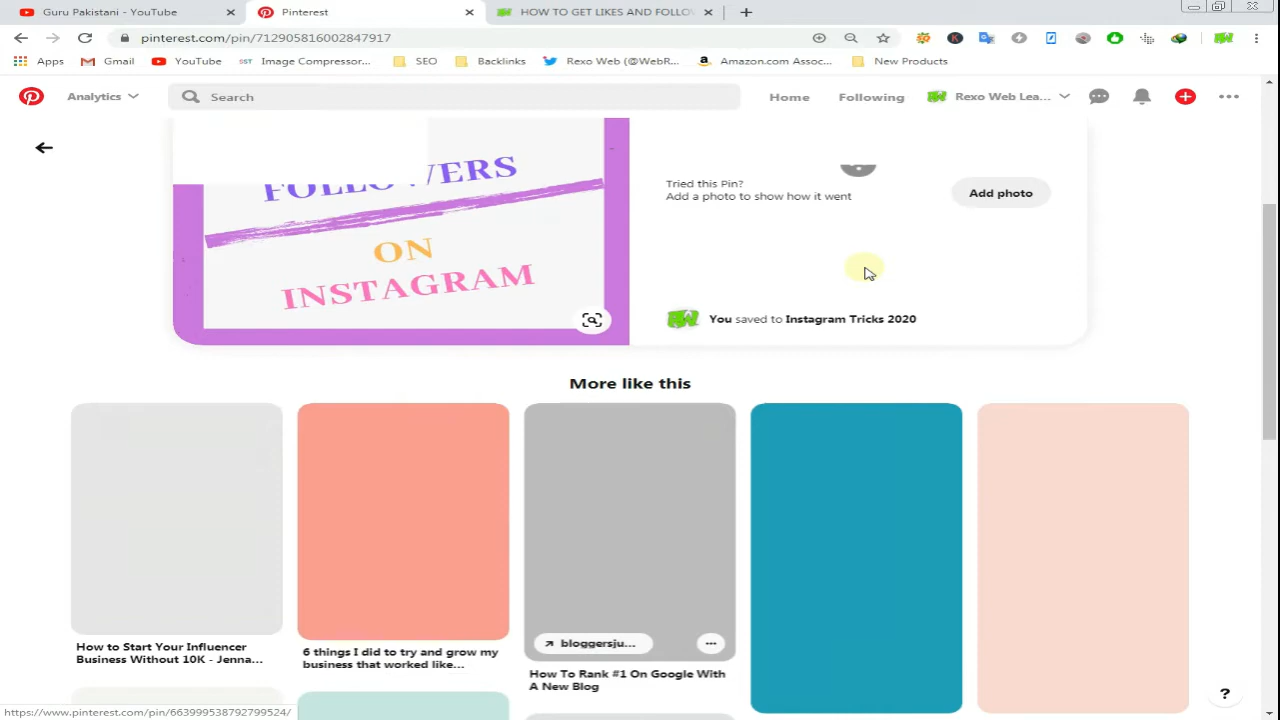 Guru Pakistani - YouTube
Pinterest
HOW TO GET LIKES AND FOLLO
pinterest.com/pin/712905816002847917
Apps
Gmail
YouTube
SST
Image Compressor...
SEO
Backlinks
Rexo Web (@WebR...
Amazon.com Assoc...
New Products
Analytics
Search
Home
Following
Rexo Web Lea...
FOLLOWERS
ON
INSTAGRAM
Tried this Pin?
Add a photo to show how it went
Add photo
You saved to Instagram Tricks 2020
More like this
bloggersju...
How to Start Your Influencer
Business Without 10K - Jenna...
6 things I did to try and grow my
business that worked like...
How To Rank #1 On Google With
A New Blog
?
https://www.pinterest.com/pin/663999538792799524/